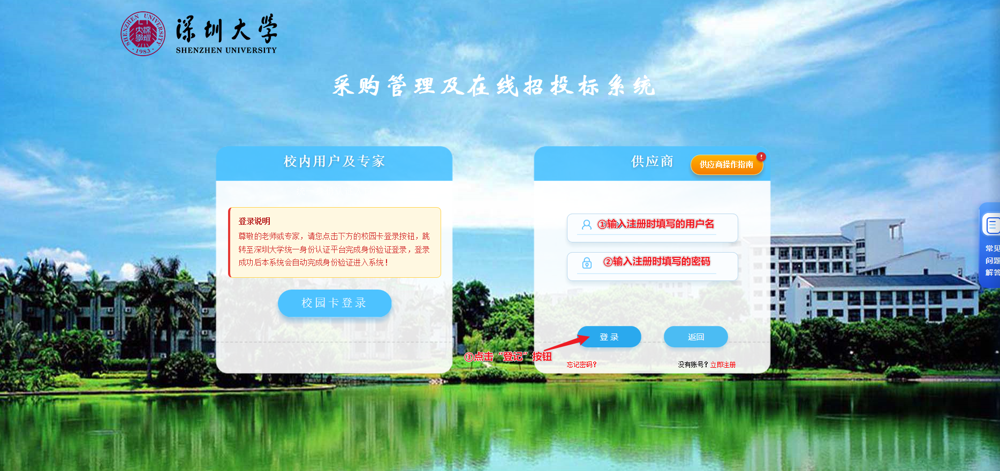 深圳大學
SHENZHEN UNIVERSITY
SHENZHEN UNIVERSITY
深圳大學
·1983·
采购管理及在线招投标系统
校内用户及专家
登录说明
尊敬的老师或专家，请您点击下方的校园卡登录按钮，跳
转至深圳大学统一身份认证平台完成身份验证登录，登录
成功后本系统会自动完成身份验证进入系统！
校园卡登录
供应商
供应商操作指南
!
①输入注册时填写的用户名
②输入注册时填写的密码
登 录
返回
③点击“登记”按钮
忘记密码?
没有账号? 立即注册
常见
问题
解答